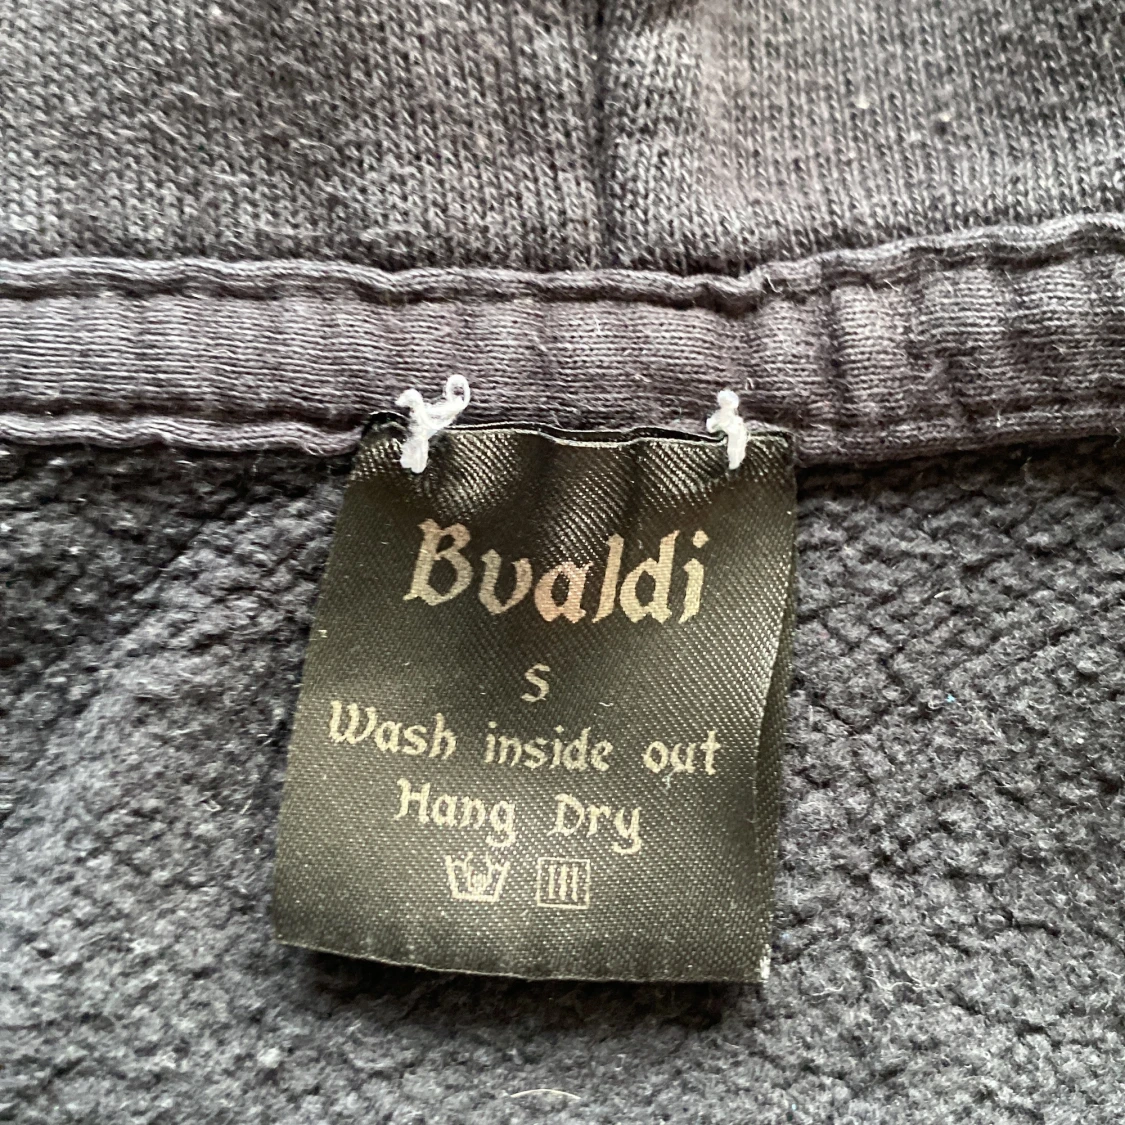 Bvaldi
S
Wash inside out
Hang Dry